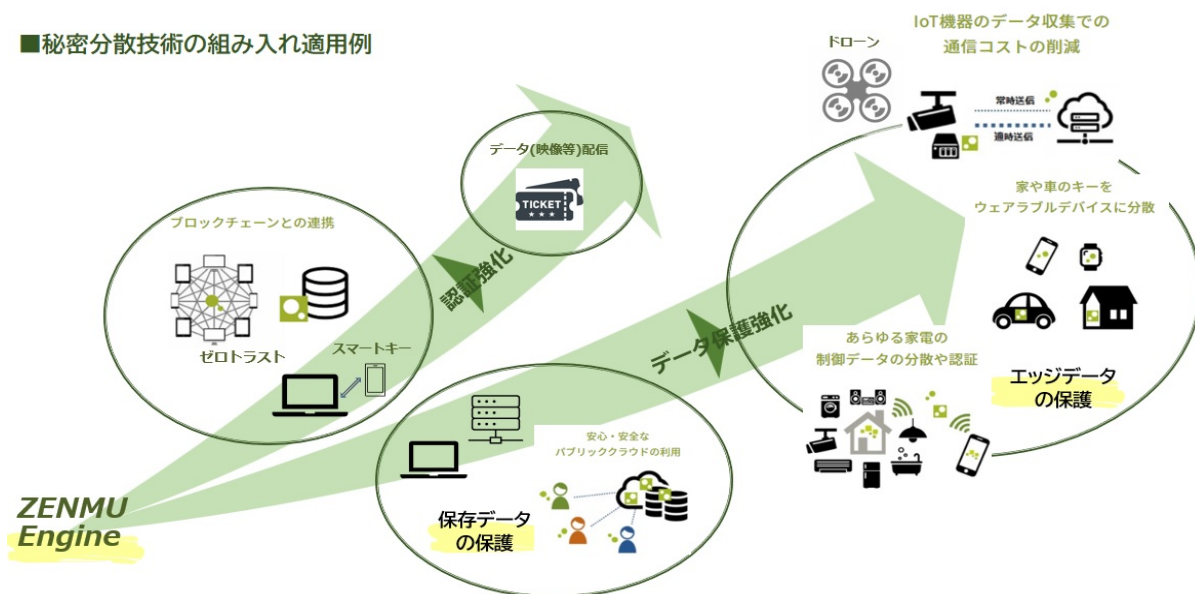 ■秘密分散技術の組み入れ適用例
IoT機器のデータ収集での
通信コストの削減
ドローン
常時送信
適時送信
データ(映像等)配信
TICKET
家や車のキーを
ウェアラブルデバイスに分散
ブロックチェーンとの連携
認証強化
ゼロトラスト
スマートキー
データ保護強化
あらゆる家電の
制御データの分散や認証
エッジデータ
の保護
安心・安全な
パブリッククラウドの利用
保存データ
の保護
ZENMU
Engine